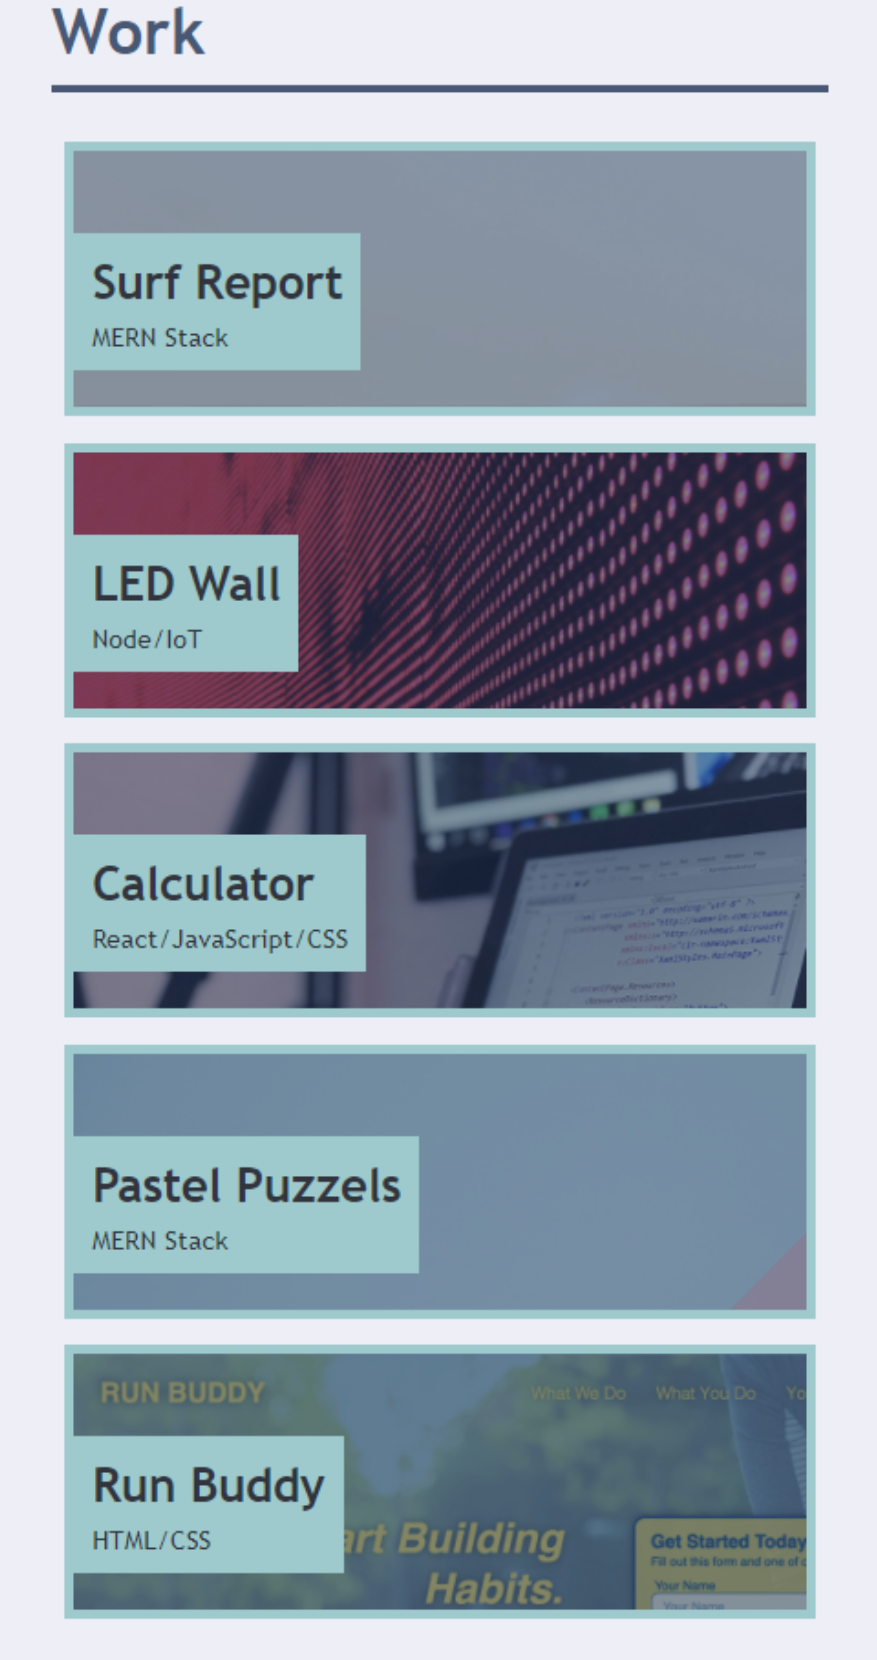 Work
Surf Report
MERN Stack
LED Wall
Node/IoT
Calculator
React/JavaScript/CSS
Pastel Puzzels
MERN Stack
RUN BUDDY
What We Do What You Do Yo
Run Buddy
HTML/CSS
art Building
Habits.
Get Started Today
Fill out this form and one of
Your Name
Your Name